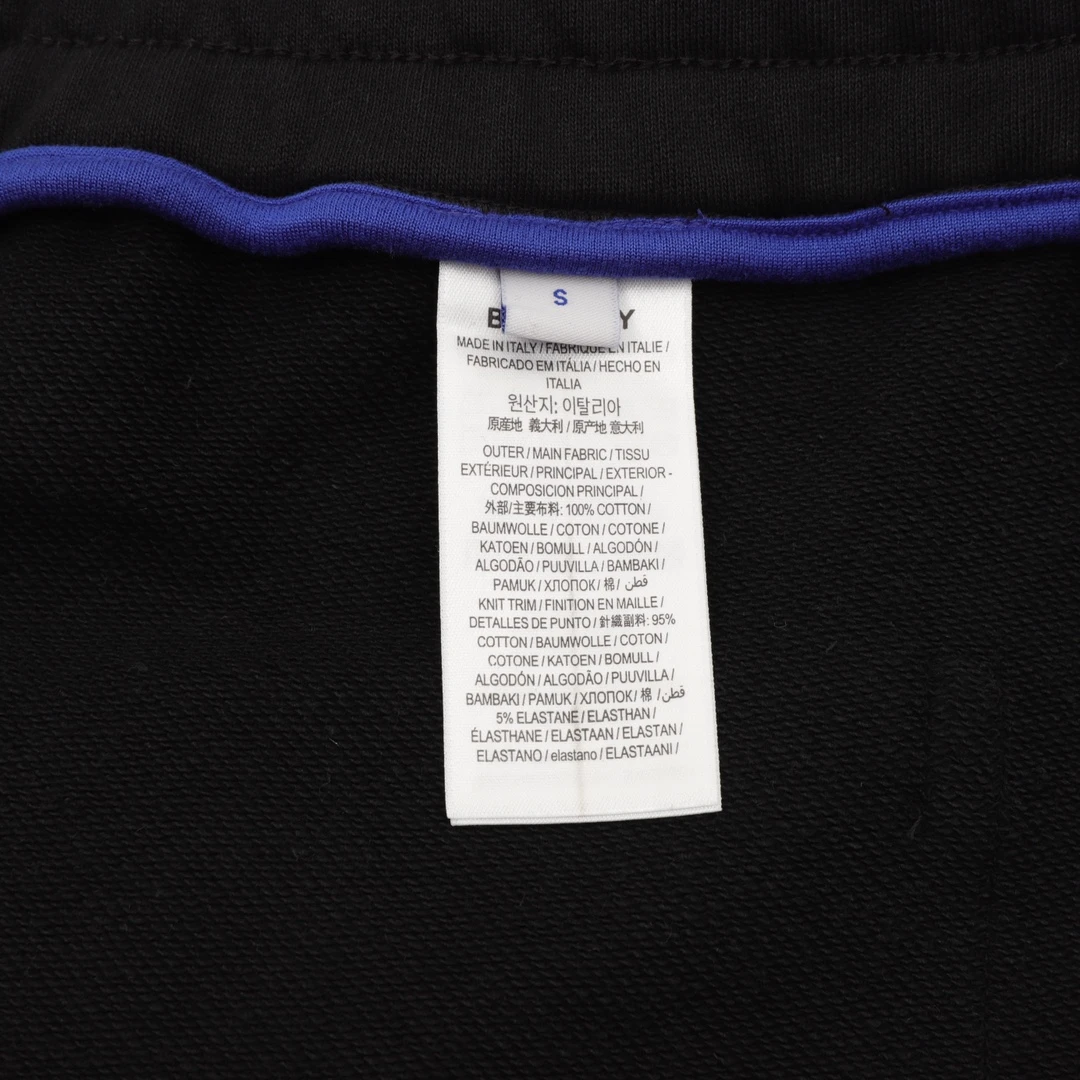 S
MADE IN ITALY / FABRIQUÉ EN ITALIE /
FABRICADO EM ITÁLIA / HECHO EN
ITALIA
원산지: 이탈리아
原産地 義大利 / 原产地 意大利
OUTER / MAIN FABRIC / TISSU
EXTÉRIEUR / PRINCIPAL / EXTERIOR -
COMPOSICION PRINCIPAL /
外部/主要布料: 100% COTTON /
BAUMWOLLE / COTON / COTONE /
KATOEN / BOMULL / ALGODÓN /
ALGODÃO / PUUVILLA / BAMBAKI /
PAMUK / ХЛОПОК / 棉 / قطن
KNIT TRIM / FINITION EN MAILLE /
DETALLES DE PUNTO / 針織副料: 95%
COTTON / BAUMWOLLE / COTON /
COTONE / KATOEN / BOMULL /
ALGODÓN / ALGODÃO / PUUVILLA /
BAMBAKI / PAMUK / ХЛОПОК / 棉 / قطن
5% ELASTANE / ELASTHAN /
ÉLASTHANE / ELASTAAN / ELASTAN /
ELASTANO / elastano / ELASTAANI /